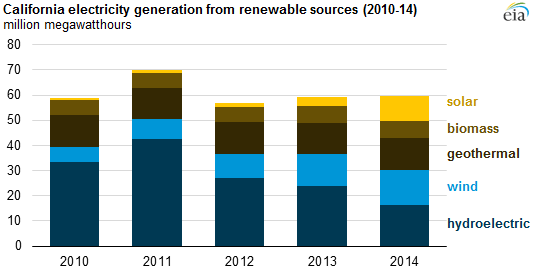 California electricity generation from renewable sources (2010-14)
million megawatthours
eia
80
70
60
50
40
30
20
10
0
solar
biomass
geothermal
wind
hydroelectric
2010 2011 2012 2013 2014